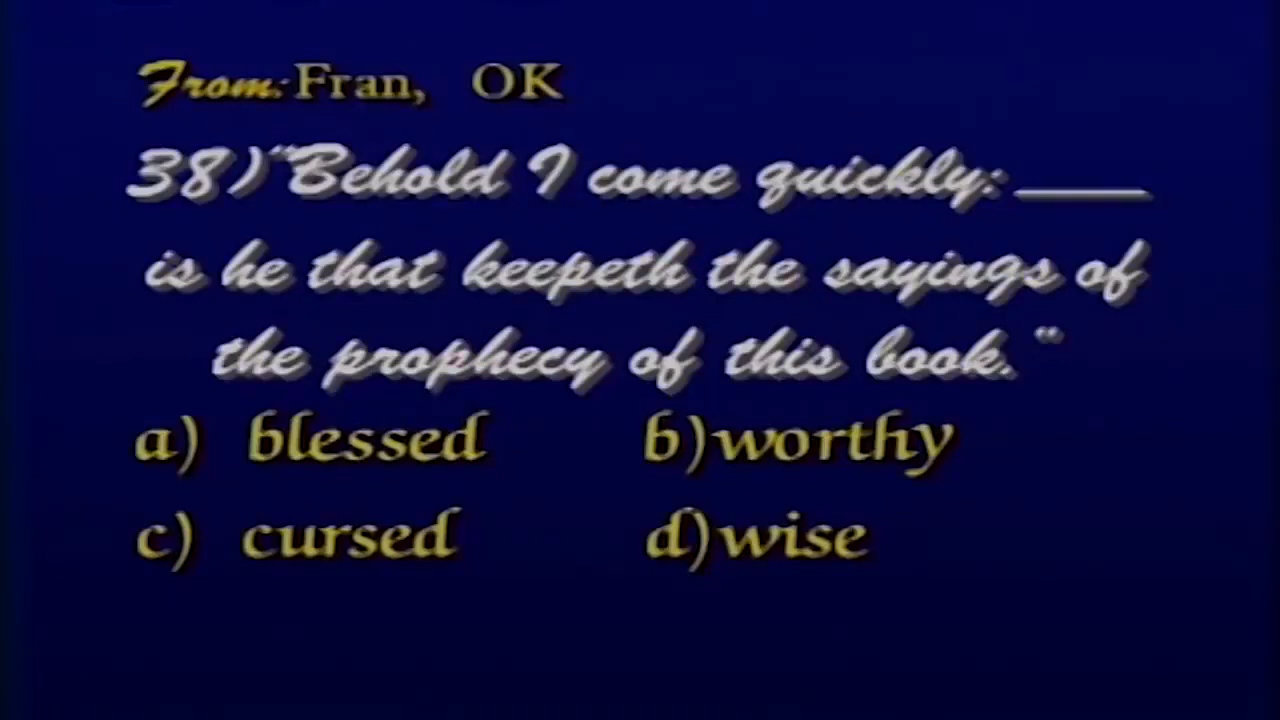 From: Fran, OK
38) “Behold I come quickly: ____
is he that keepeth the sayings of
the prophecy of this book.“
a) blessed b) worthy
c) cursed d) wise